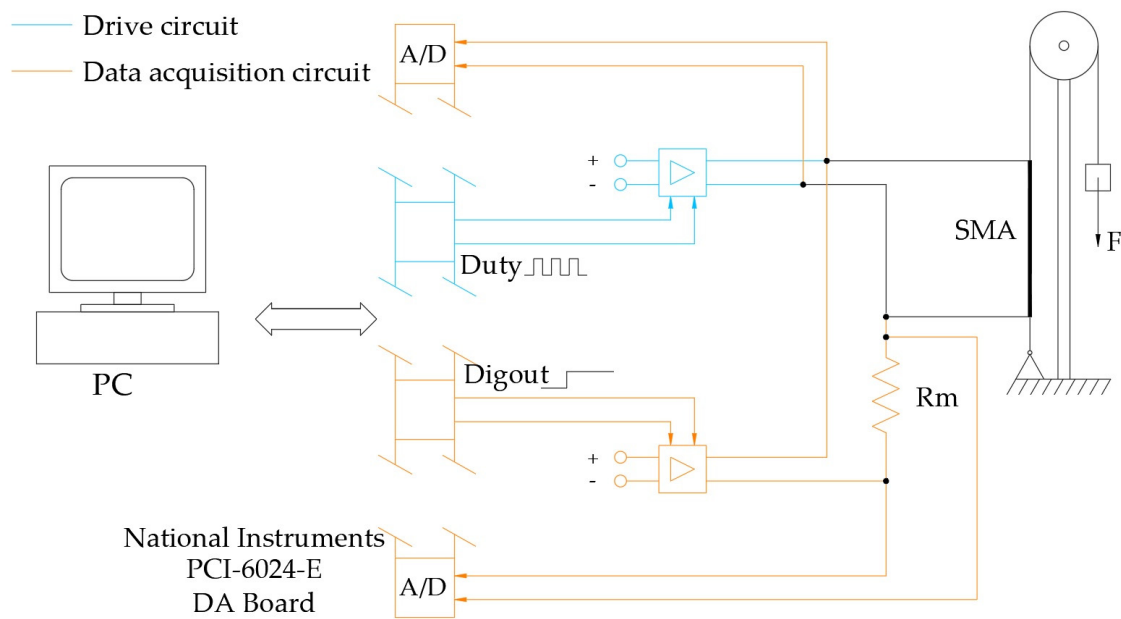 Drive circuit
Data acquisition circuit
A/D
+
-
SMA
F
Duty
PC
Digout
Rm
+
-
National Instruments
PCI-6024-E
DA Board
A/D